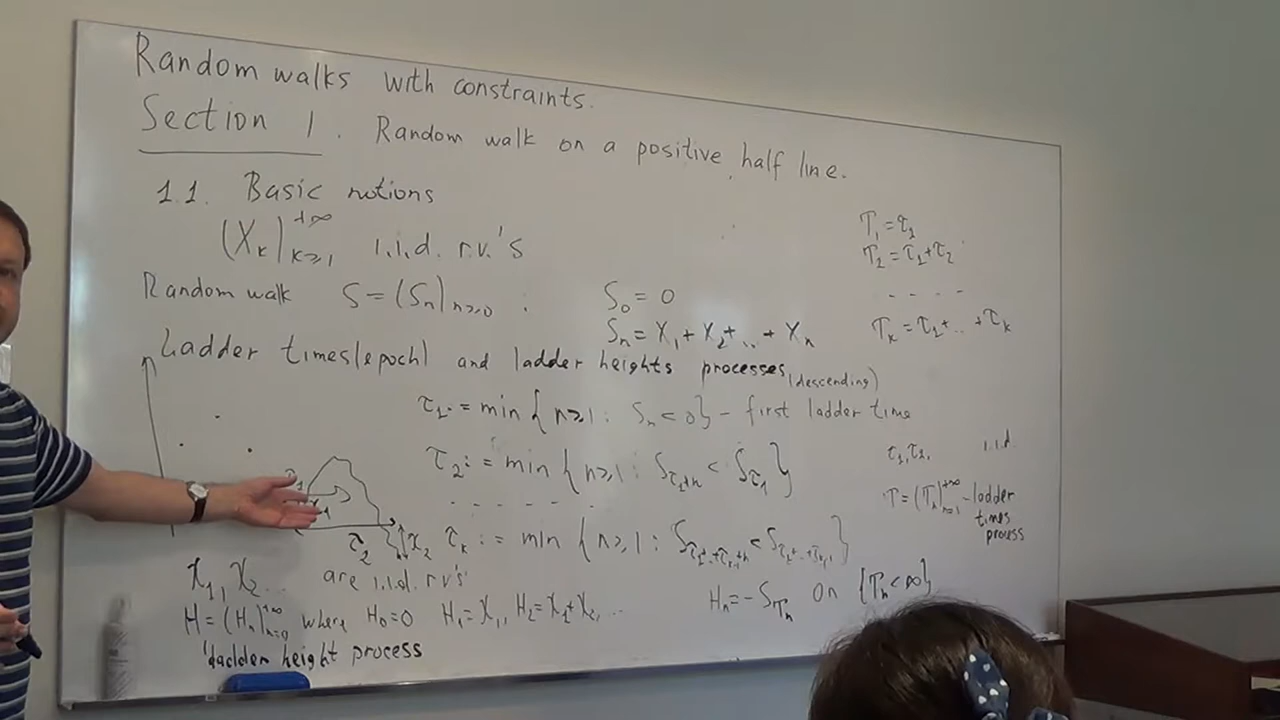 Random walks with constraints.
Section 1. Random walk on a positive half line.
1.1. Basic notions
(X_k)_{k≥1}^{+∞} i.i.d. r.v.'s
Random walk S=(S_n)_{n≥0} : S_0 = 0
S_n = X_1 + X_2 + ... + X_n
T_1 = τ_1
T_2 = τ_1 + τ_2
- - - -
T_k = τ_1 + ... + τ_k
Ladder times(epoch) and ladder heights processes (descending)
τ_1 := min {n≥1 : S_n < 0} - first ladder time
τ_2 := min {n≥1 : S_{τ_1+n} < S_{τ_1}}
- - - - - -
τ_k := min {n≥1 : S_{τ_1+..+τ_{k-1}+n} < S_{τ_1+..+τ_{k-1}}}
τ_1, τ_2, i.i.d.
T = (T_n)_{n=1}^{+∞} - ladder
times
process
τ_2 χ_2
χ_1, χ_2 ... are i.i.d. r.v's
H = (H_n)_{n=0}^{+∞} where H_0=0 H_1=χ_1, H_2=χ_1+χ_2, ...
H_n = -S_{T_n} on {T_n < ∞}
height process